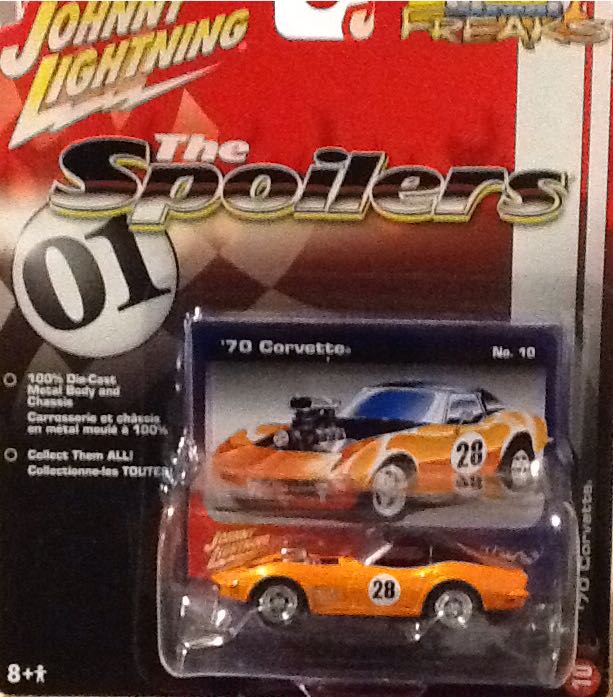 JOHNNY
LIGHTNING
FREAKS
The
Spoilers
01
'70 Corvette
No. 10
100% Die-Cast
Metal Body and
Chassis
Carrosserie et châssis
en métal moulé à 100%
Collect Them ALL!
Collectionne-les TOUTES
28
28
'70 Corvette
10
8+